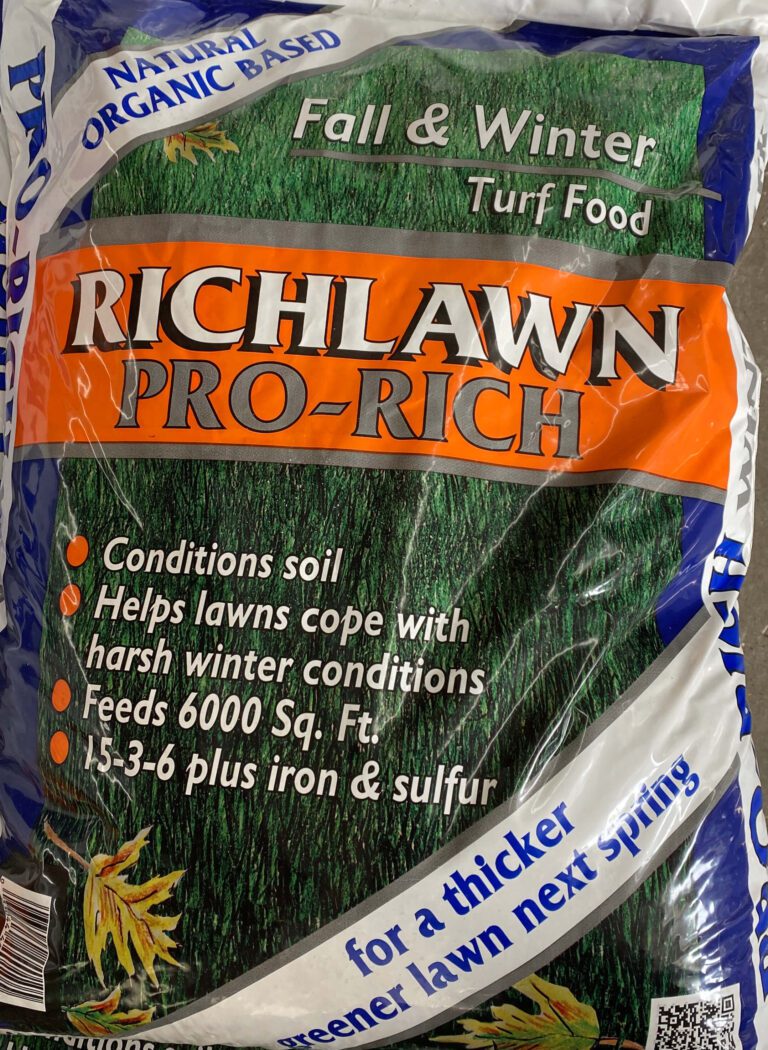 NATURAL
ORGANIC BASED
Fall & Winter
Turf Food
RICHLAWN
PRO-RICH
Conditions soil
Helps lawns cope with
harsh winter conditions
Feeds 6000 Sq. Ft.
15-3-6 plus iron & sulfur
for a thicker
greener lawn next spring